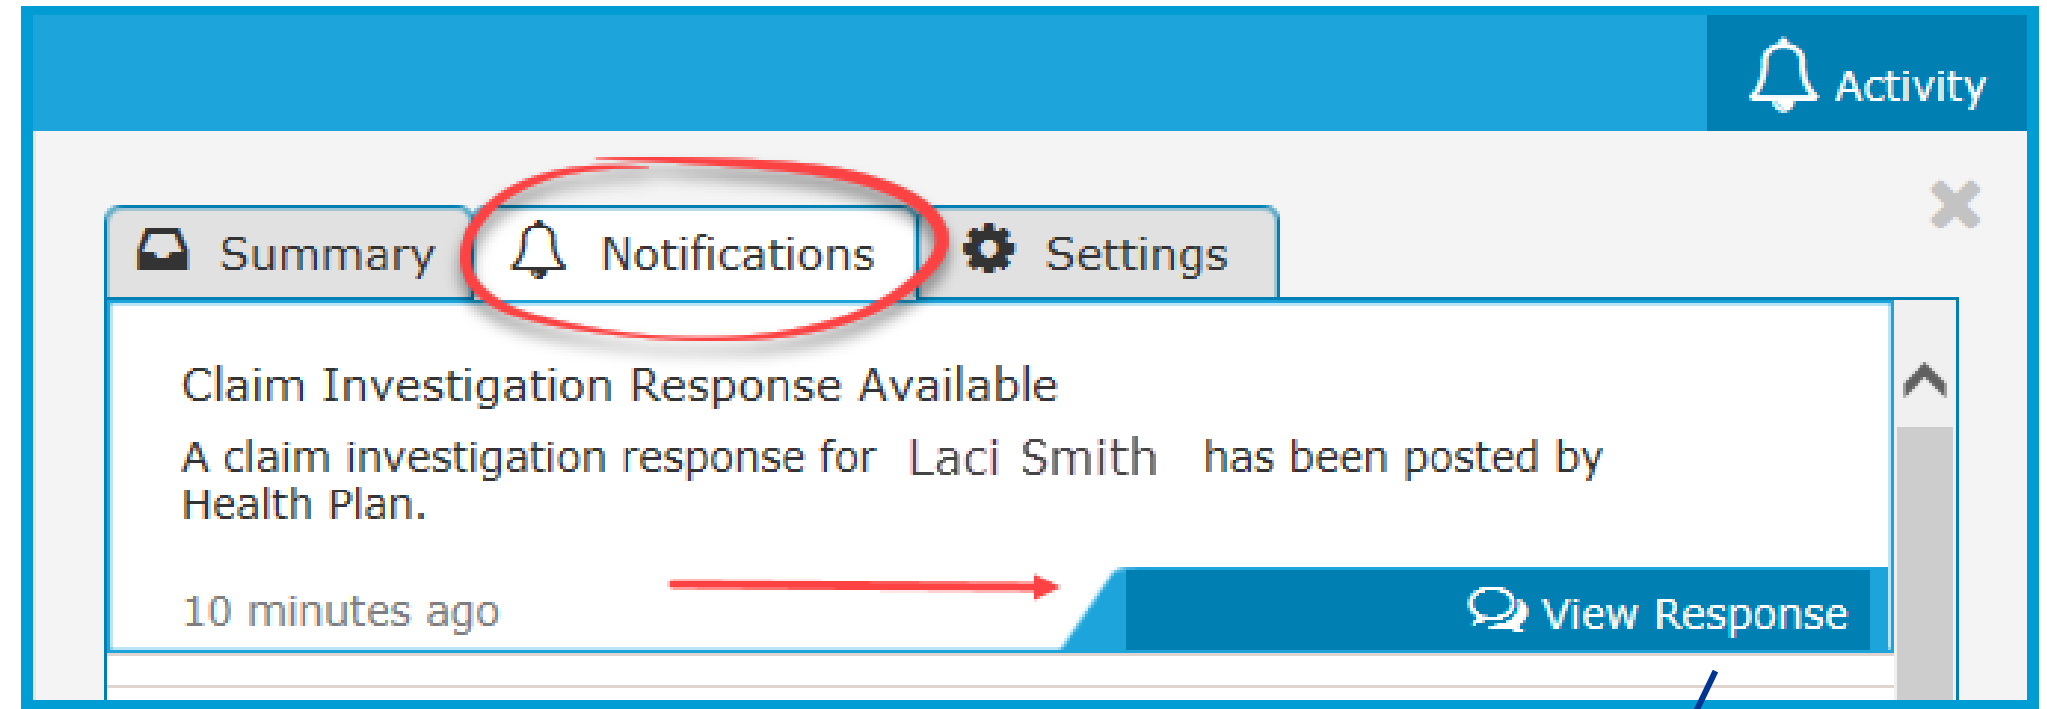 Activity
Summary Notifications Settings
Claim Investigation Response Available
A claim investigation response for Laci Smith has been posted by
Health Plan.
10 minutes ago View Response